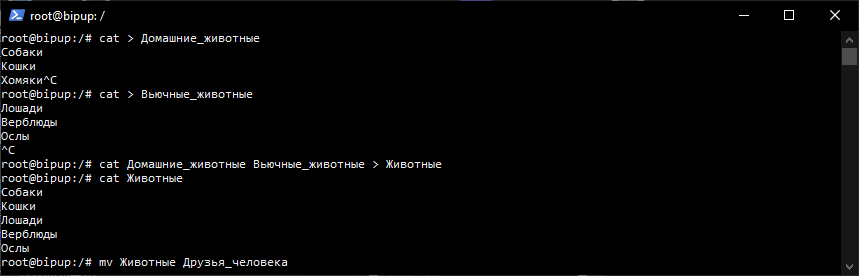 root@bipup: /
root@bipup:/# cat > Домашние_животные
Собаки
Кошки
Хомяки^C
root@bipup:/# cat > Вьючные_животные
Лошади
Верблюды
Ослы
^C
root@bipup:/# cat Домашние_животные Вьючные_животные > Животные
root@bipup:/# cat Животные
Собаки
Кошки
Лошади
Верблюды
Ослы
root@bipup:/# mv Животные Друзья_человека